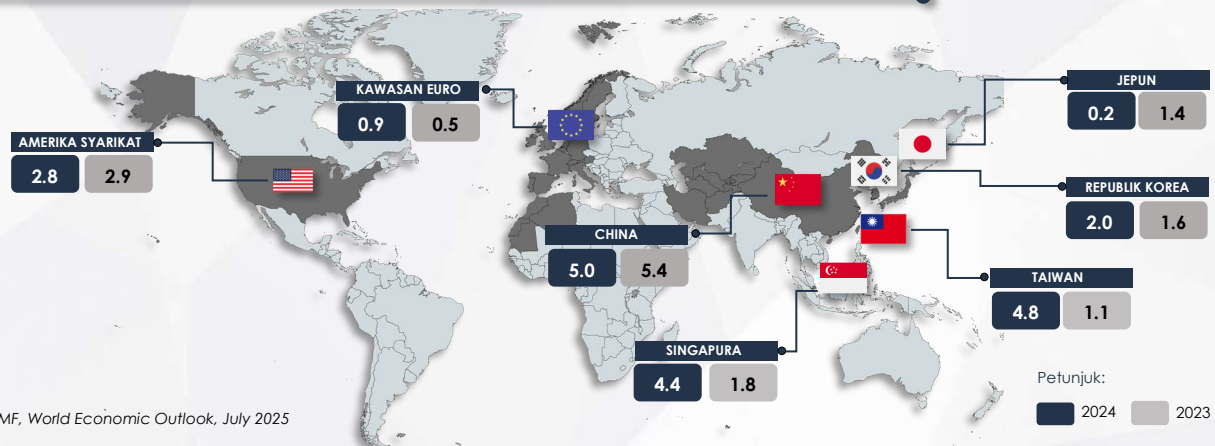 KAWASAN EURO
0.9 0.5
AMERIKA SYARIKAT
2.8 2.9
JEPUN
0.2 1.4
REPUBLIK KOREA
2.0 1.6
CHINA
5.0 5.4
TAIWAN
4.8 1.1
SINGAPURA
4.4 1.8
Petunjuk:
2024 2023
MF, World Economic Outlook, July 2025